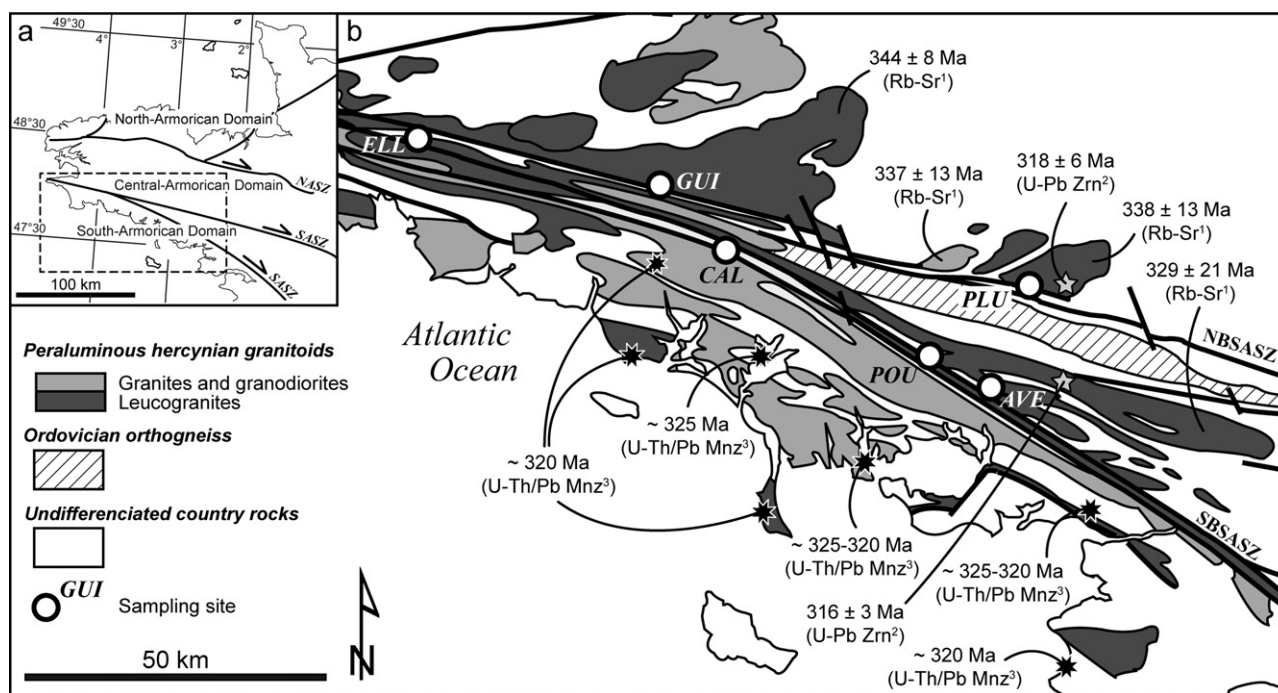 a
49°30
4°
3°
2°
48°30
North-Armorican Domain
NASZ
Central-Armorican Domain
SASZ
47°30
South-Armorican Domain
SASZ
100 km
Peraluminous hercynian granitoids
Granites and granodiorites
Leucogranites
Ordovician orthogneiss
Undifferenciated country rocks
GUI
Sampling site
50 km
N
b
344 ± 8 Ma
(Rb-Sr¹)
ELL
GUI
337 ± 13 Ma
(Rb-Sr¹)
318 ± 6 Ma
(U-Pb Zrn²)
338 ± 13 Ma
(Rb-Sr¹)
329 ± 21 Ma
(Rb-Sr¹)
CAL
PLU
NBSASZ
Atlantic
Ocean
POU
AVE
~ 325 Ma
(U-Th/Pb Mnz³)
~ 320 Ma
(U-Th/Pb Mnz³)
SBSASZ
~ 325-320 Ma
(U-Th/Pb Mnz³)
~ 325-320 Ma
(U-Th/Pb Mnz³)
316 ± 3 Ma
(U-Pb Zrn²)
~ 320 Ma
(U-Th/Pb Mnz³)